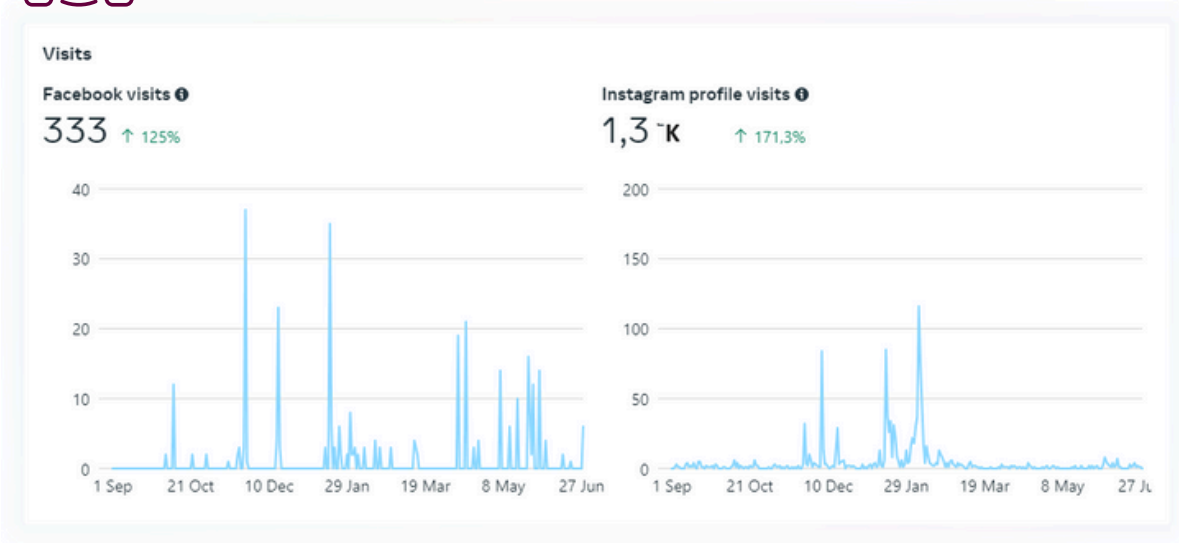 Visits
Facebook visits
333 ↑ 125%
40
30
20
10
0
1 Sep 21 Oct 10 Dec 29 Jan 19 Mar 8 May 27 Jun
Instagram profile visits
1,3 K ↑ 171,3%
200
150
100
50
0
1 Sep 21 Oct 10 Dec 29 Jan 19 Mar 8 May 27